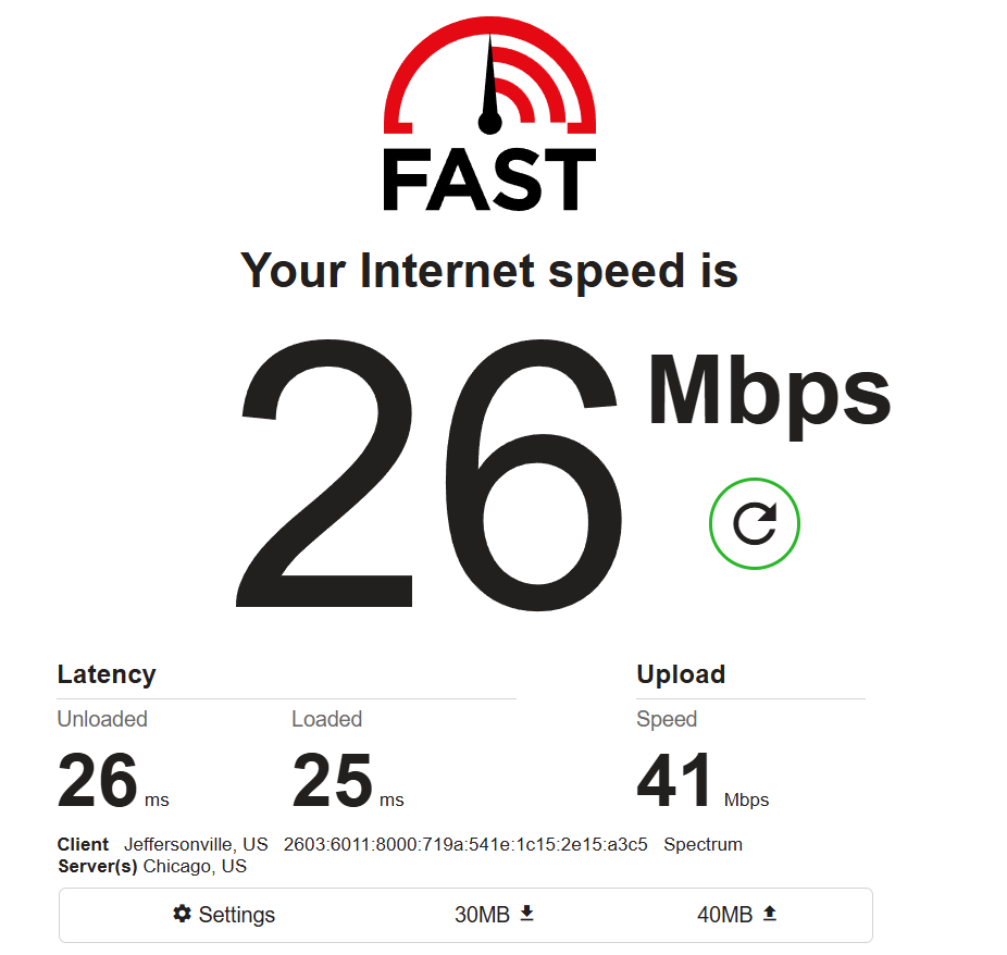 FAST
Your Internet speed is
26 Mbps
Latency
Upload
Unloaded Loaded Speed
26 ms 25 ms 41 Mbps
Client Jeffersonville, US 2603:6011:8000:719a:541e:1c15:2e15:a3c5 Spectrum
Server(s) Chicago, US
Settings 30MB 40MB